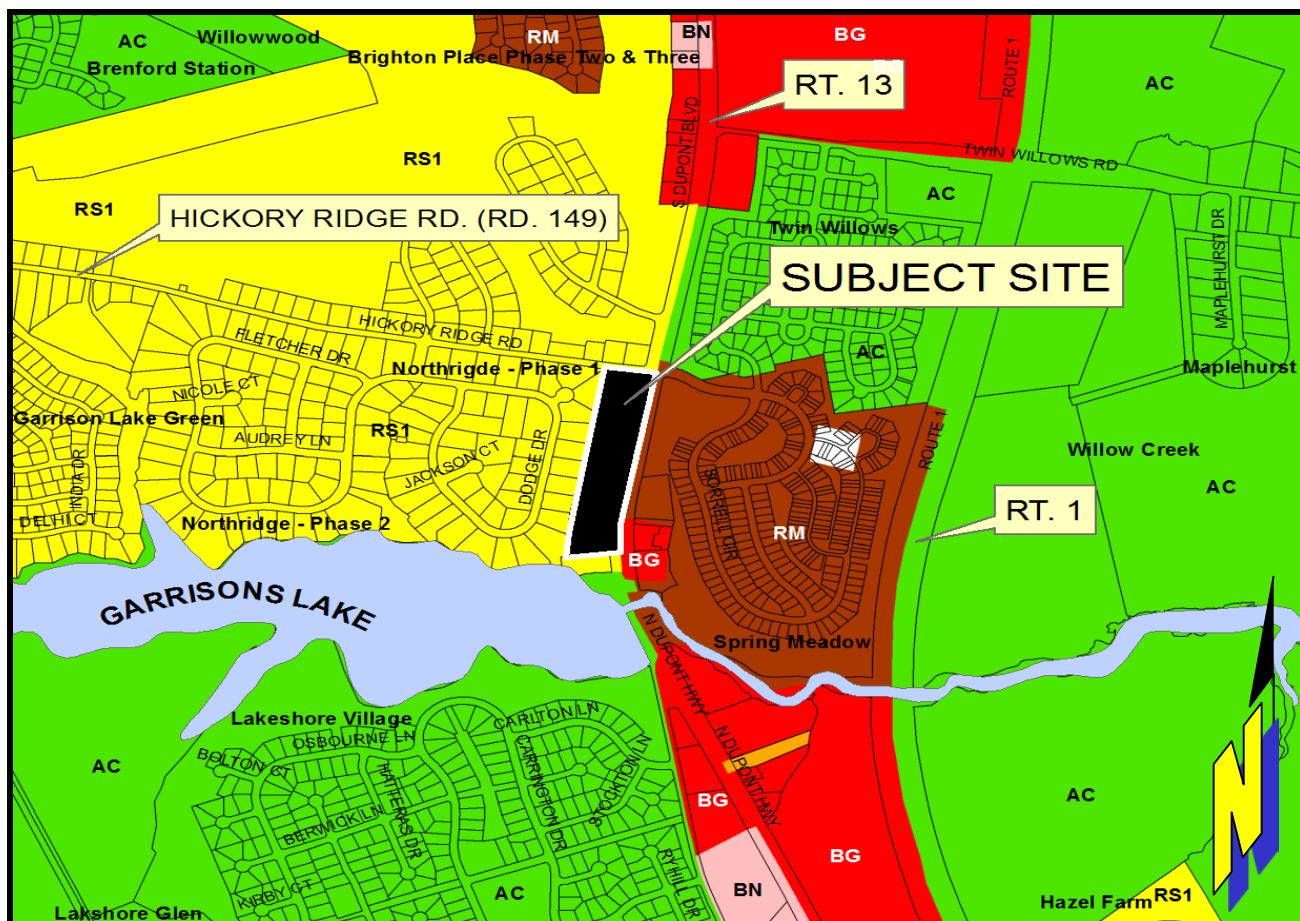 AC
Willowwood
Brenford Station
RM
Brighton Place Phase Two & Three
BN
BG
RT. 13
ROUTE 1
AC
S DUPONT BLVD
TWIN WILLOWS RD
RS1
RS1
AC
HICKORY RIDGE RD. (RD. 149)
Twin Willows
MAPLEHURST DR
SUBJECT SITE
HICKORY RIDGE RD
FLETCHER DR
Northrigde - Phase 1
AC
Maplehurst
NICOLE CT
Garrison Lake Green
RS1
AUDREY LN
JACKSON CT
DODGE DR
INDIA DR
DELHI CT
Northridge - Phase 2
SORRELL CIR
ROUTE 1
Willow Creek
AC
RT. 1
RM
BG
GARRISONS LAKE
Spring Meadow
N DUPONT HWY
Lakeshore Village
CARLTON LN
OSBOURNE LN
BOLTON CT
CARRINGTON DR
STOCKTON LN
N DUPONT HWY
AC
HATTERAS DR
BERWICK LN
AC
BG
BG
KIRBY CT
AC
RYHILL DR
BN
Hazel Farm
RS1
Lakshore Glen
N